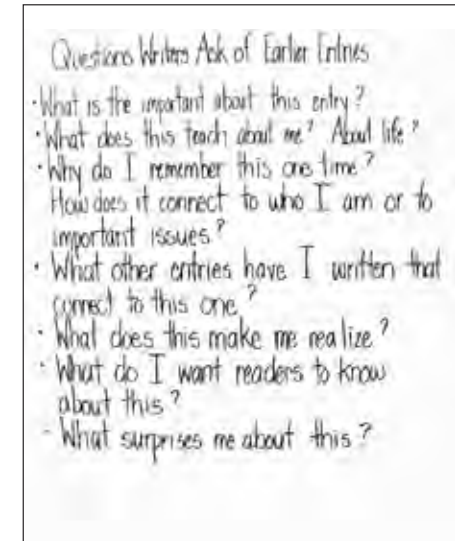 Questions Writers Ask of Earlier Entries
• What is the important about this entry?
• What does this teach about me? About life?
• Why do I remember this one time?
How does it connect to who I am or to
important issues?
• What other entries have I written that
connect to this one?
• What does this make me realize?
• What do I want readers to know
about this?
- What surprises me about this?